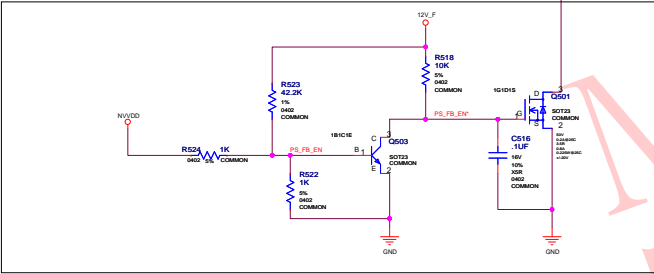 12V_F
R518
10K
5%
0402
COMMON
R523
42.2K
1%
0402
COMMON
1G1D1S
D
3
Q501
G
1
S
2
SOT23
COMMON
NVVDD
PS_FB_EN*
1B1C1E
C
3
Q503
R524
1K
0402
5%
COMMON
PS_FB_EN
B
1
SOT23
COMMON
E
2
C516
.1UF
16V
10%
X5R
0402
COMMON
R522
1K
5%
0402
COMMON
GND
GND